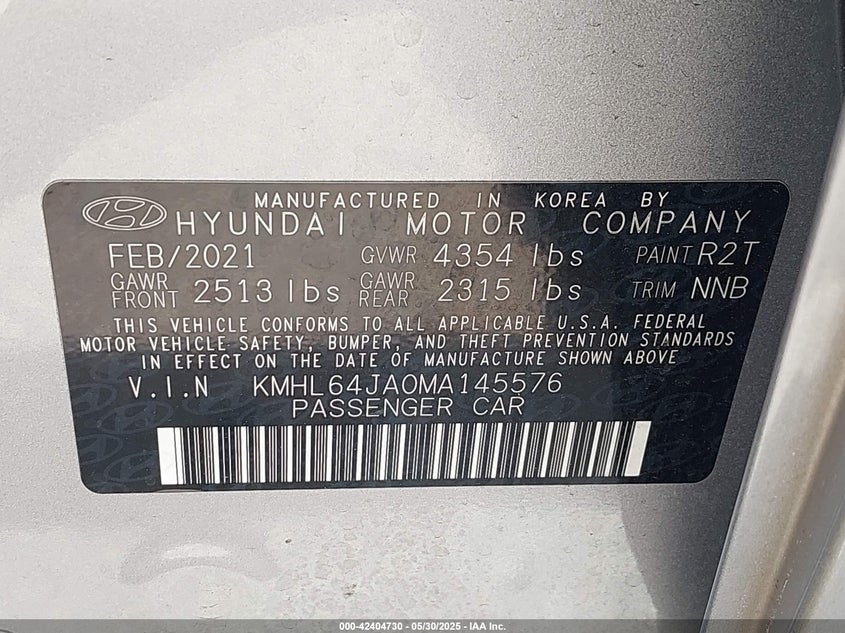 MANUFACTURED IN KOREA BY
HYUNDAI MOTOR COMPANY
FEB/2021 GVWR 4354 lbs PAINT R2T
GAWR FRONT 2513 lbs GAWR REAR 2315 lbs TRIM NNB
THIS VEHICLE CONFORMS TO ALL APPLICABLE U.S.A. FEDERAL
MOTOR VEHICLE SAFETY, BUMPER, AND THEFT PREVENTION STANDARDS
IN EFFECT ON THE DATE OF MANUFACTURE SHOWN ABOVE
V.I.N KMHL64JA0MA145576
PASSENGER CAR
000-42404730 - 05/30/2025 - IAA Inc.